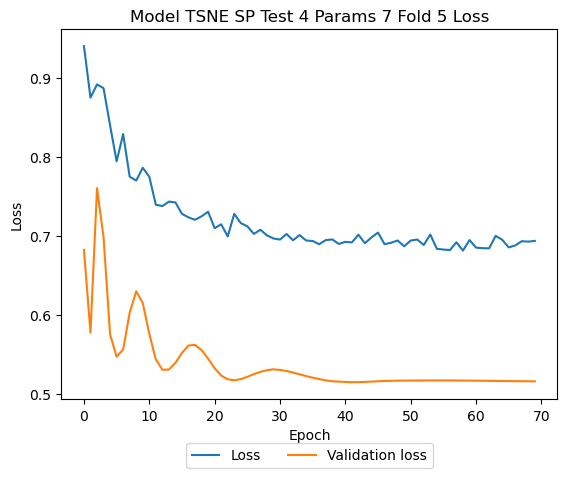 Model TSNE SP Test 4 Params 7 Fold 5 Loss
Loss
0.9
0.8
0.7
0.6
0.5
0 10 20 30 40 50 60 70
Epoch
Loss Validation loss